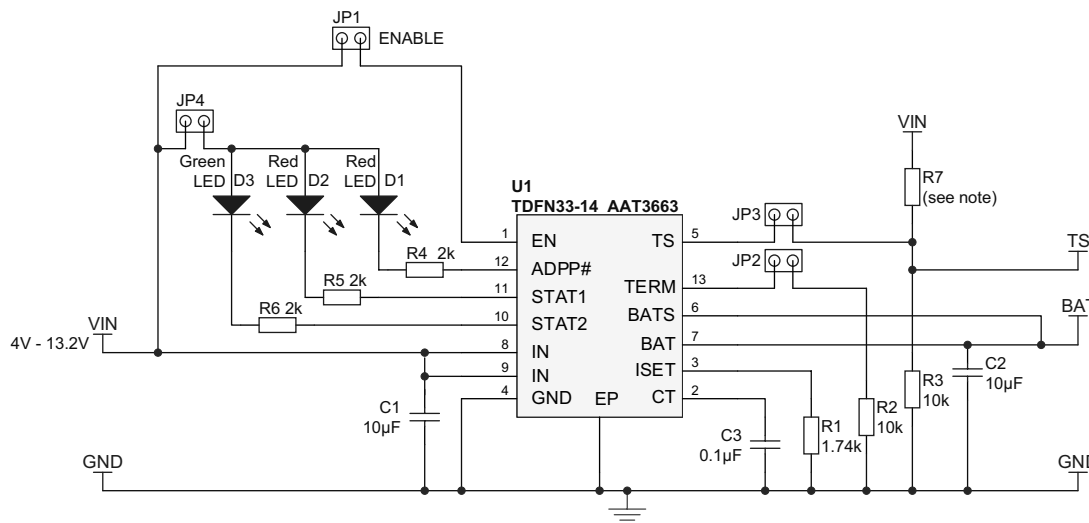 JP1
ENABLE
JP4
Green LED D3
Red LED D2
Red LED D1
VIN
R7
(see note)
U1
TDFN33-14 AAT3663
JP3
1 EN
TS 5
TS
R4 2k
12 ADPP#
JP2
TERM 13
R5 2k
11 STAT1
BATS 6
BAT
R6 2k
10 STAT2
BAT 7
VIN
4V - 13.2V
8 IN
ISET 3
9 IN
C2
10µF
4 GND
EP
CT 2
C1
10µF
R1
1.74k
R2
10k
R3
10k
C3
0.1µF
GND
GND